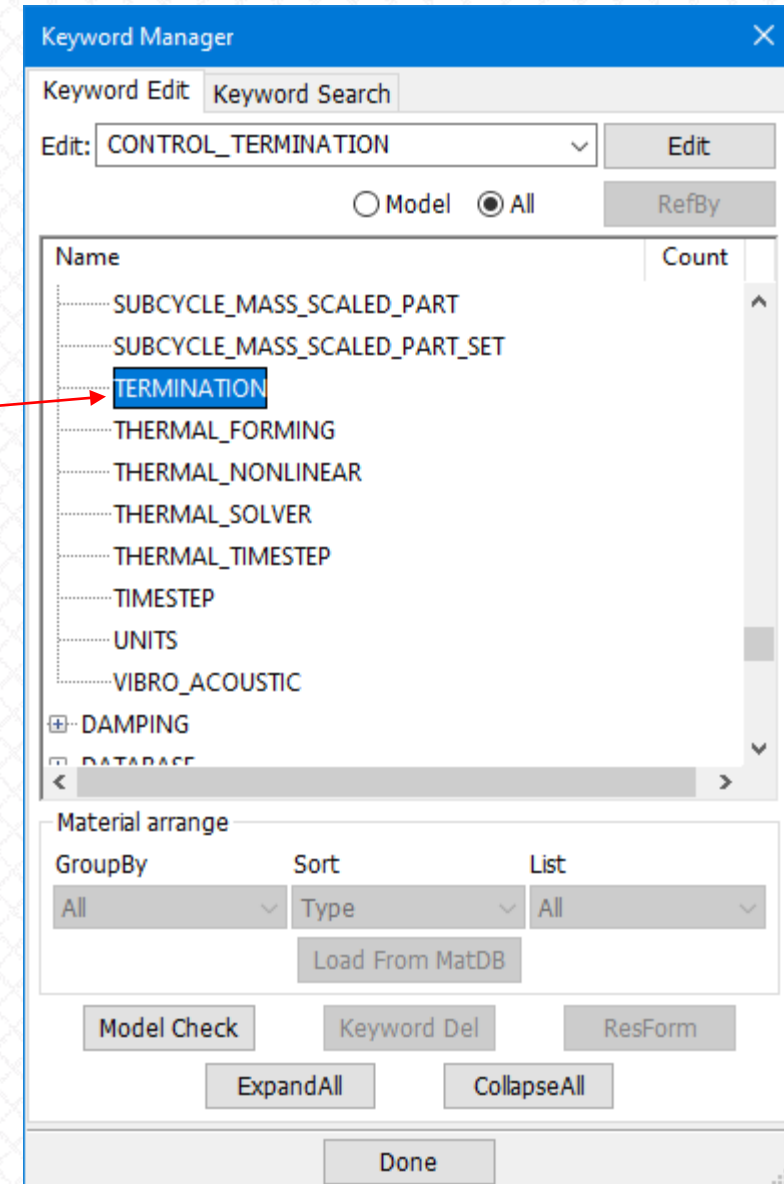 Keyword Manager
Keyword Edit Keyword Search
Edit: CONTROL_TERMINATION Edit
Model All RefBy
Name Count
SUBCYCLE_MASS_SCALED_PART
SUBCYCLE_MASS_SCALED_PART_SET
TERMINATION
THERMAL_FORMING
THERMAL_NONLINEAR
THERMAL_SOLVER
THERMAL_TIMESTEP
TIMESTEP
UNITS
VIBRO_ACOUSTIC
DAMPING
DATABASE
Material arrange
GroupBy Sort List
All Type All
Load From MatDB
Model Check Keyword Del ResForm
ExpandAll CollapseAll
Done